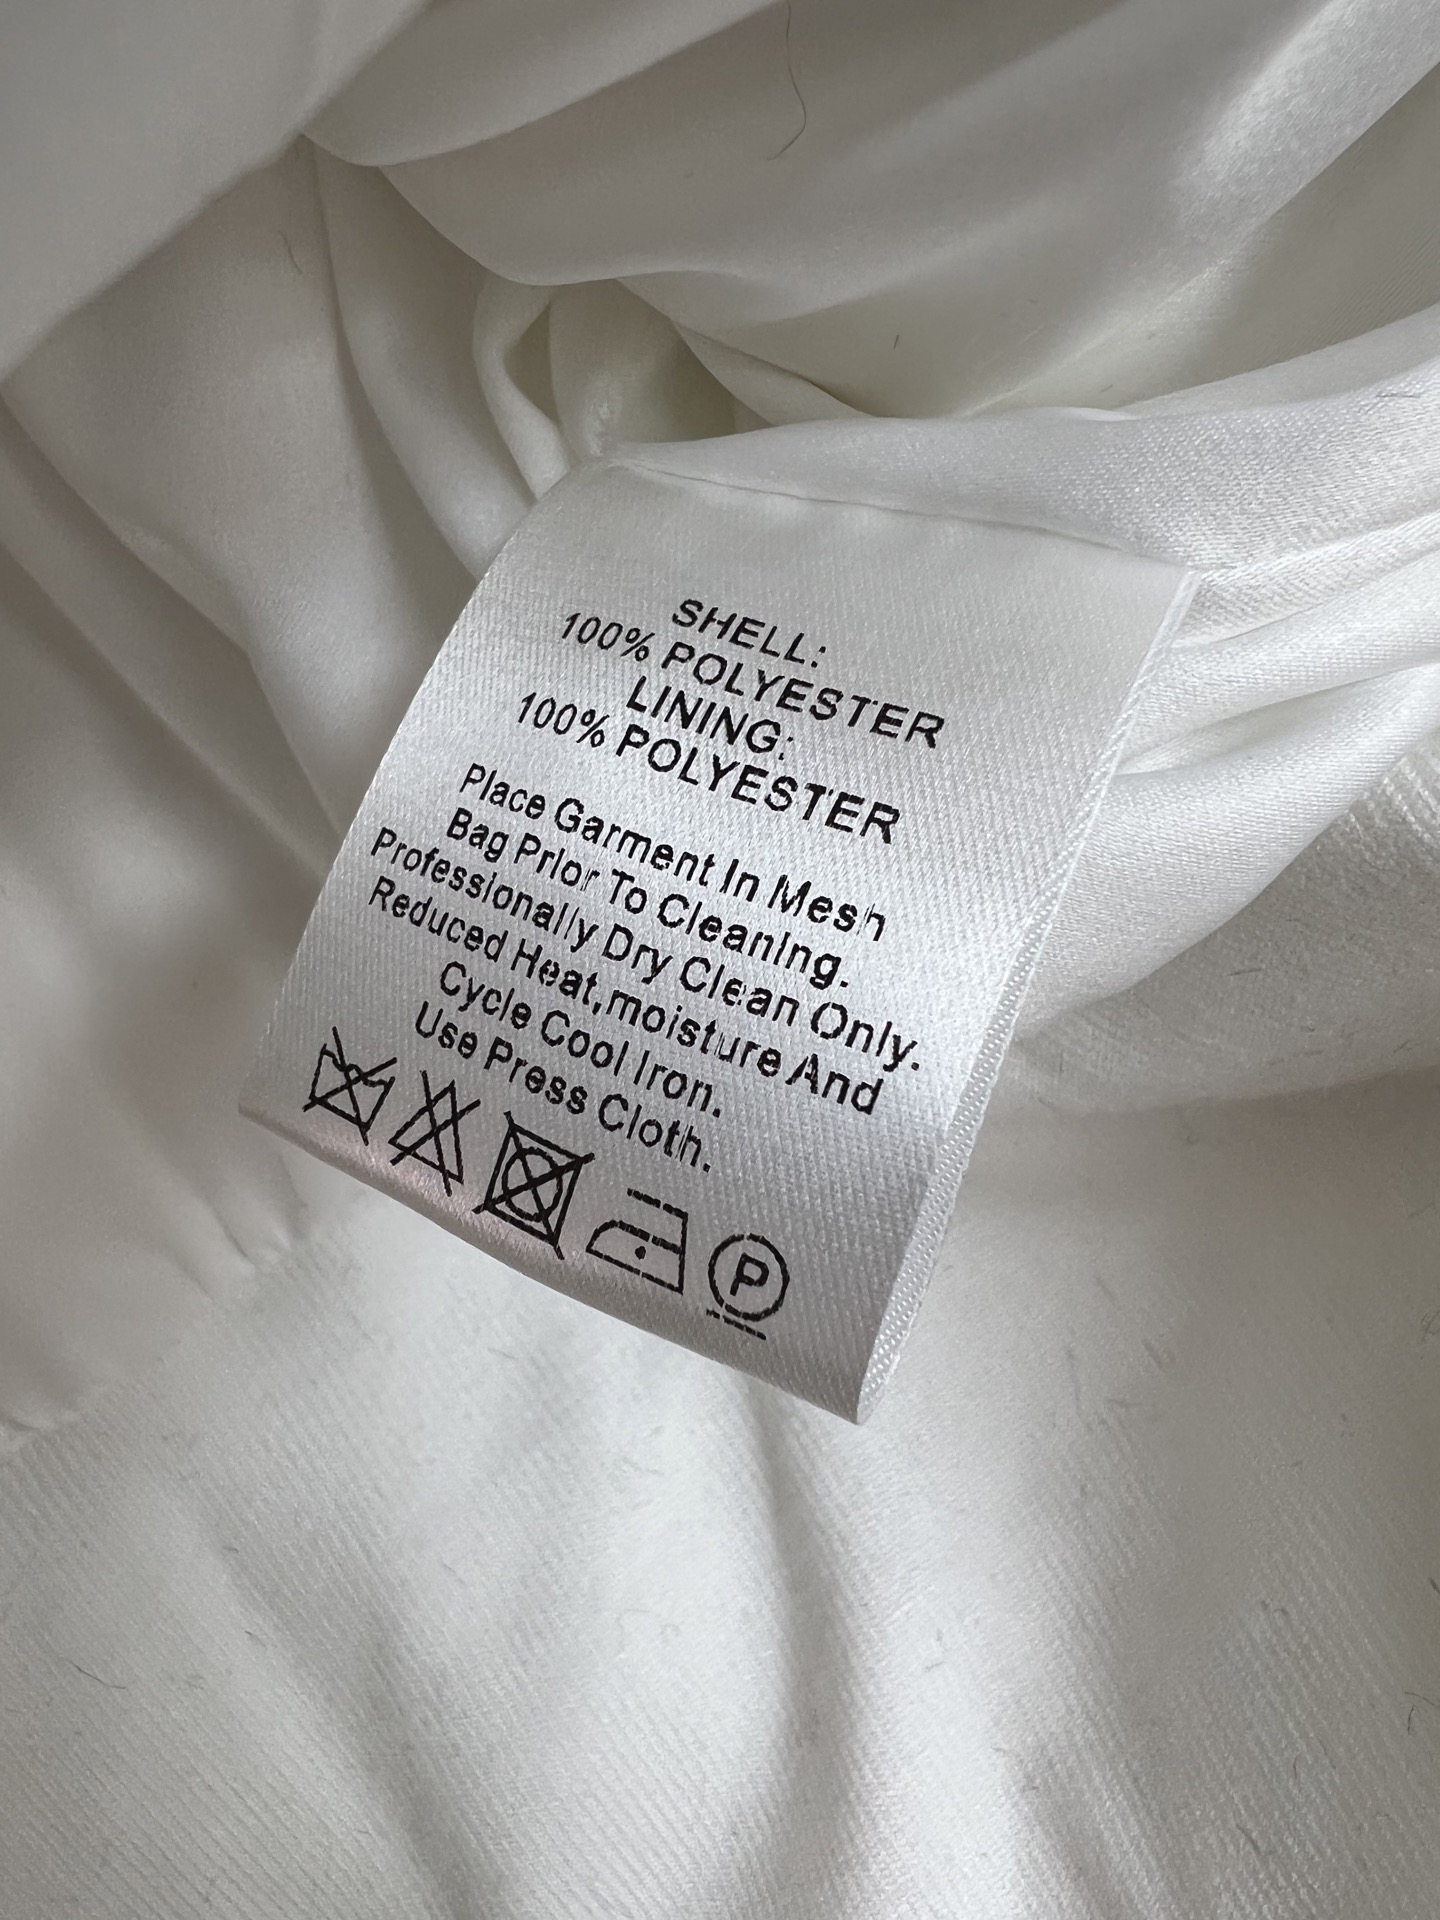 SHELL:
100% POLYESTER
LINING:
100% POLYESTER
Place Garment In Mesh
Bag Prior To Cleaning.
Professionally Dry Clean Only.
Reduced Heat,moisture And
Cycle Cool Iron.
Use Press Cloth.
P